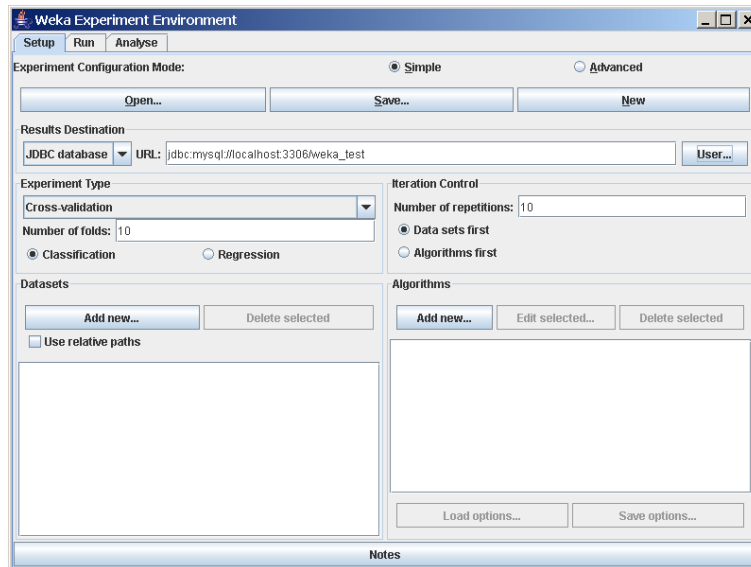 Weka Experiment Environment
Setup Run Analyse
Experiment Configuration Mode: Simple Advanced
Open... Save... New
Results Destination
JDBC database URL: jdbc:mysql://localhost:3306/weka_test User...
Experiment Type
Cross-validation
Number of folds: 10
Classification Regression
Iteration Control
Number of repetitions: 10
Data sets first
Algorithms first
Datasets
Add new... Delete selected
Use relative paths
Algorithms
Add new... Edit selected... Delete selected
Load options... Save options...
Notes